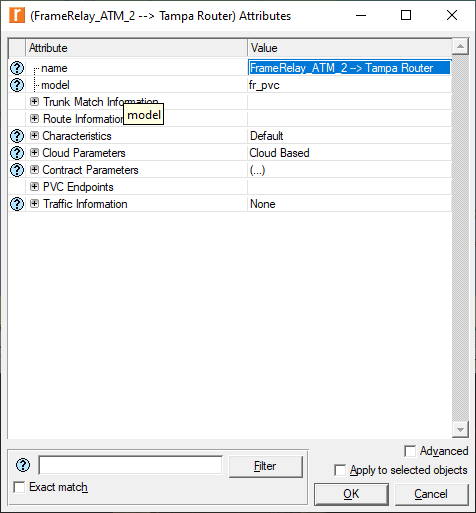 (FrameRelay_ATM_2 --> Tampa Router) Attributes
Attribute Value
name FrameRelay_ATM_2 --> Tampa Router
model fr_pvc
Trunk Match Information
Route Information
model
Characteristics Default
Cloud Parameters Cloud Based
Contract Parameters (...)
PVC Endpoints
Traffic Information None
Advanced
Filter
Apply to selected objects
Exact match
OK Cancel